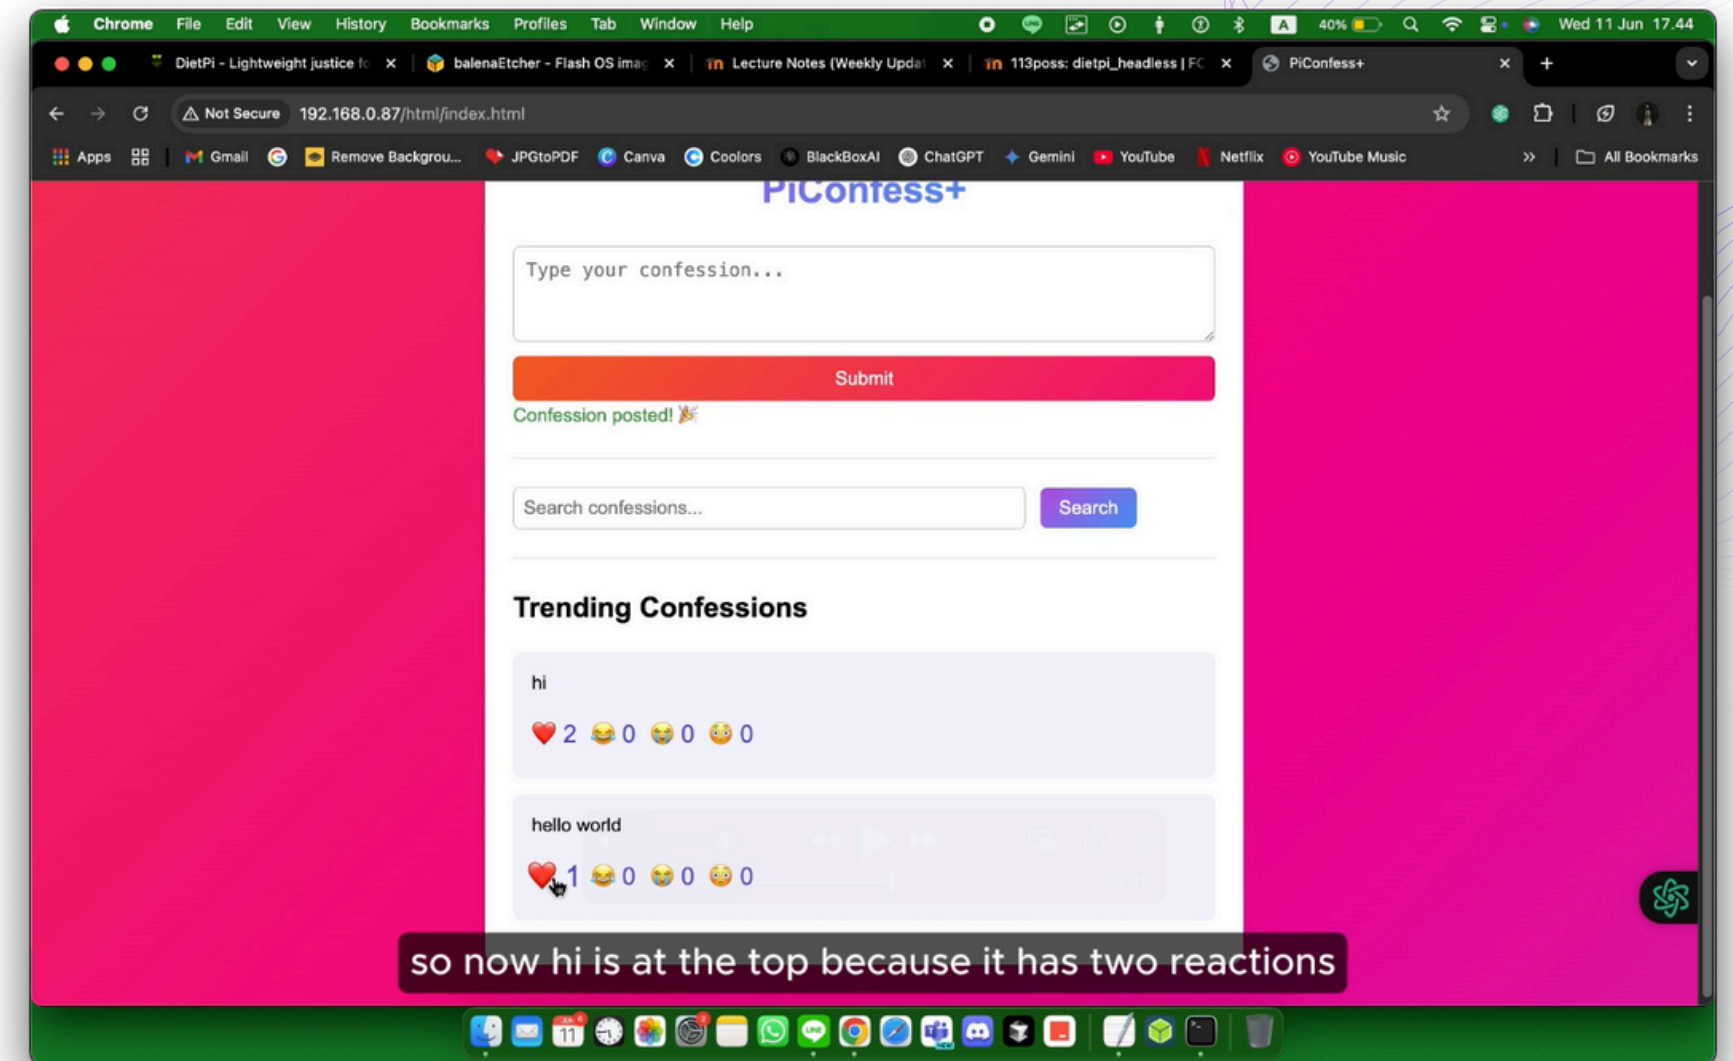 Chrome File Edit View History Bookmarks Profiles Tab Window Help A 40% Wed 11 Jun 17.44
DietPi - Lightweight justice fo balenaEtcher - Flash OS imag Lecture Notes (Weekly Updat 113poss: dietpi_headless | FC PiConfess+
Not Secure 192.168.0.87/html/index.html
Apps Gmail Remove Backgrou... JPGtoPDF Canva Coolors BlackBoxAI ChatGPT Gemini YouTube Netflix YouTube Music All Bookmarks
PiConfess+
Type your confession...
Submit
Confession posted! 🎉
Search confessions... Search
Trending Confessions
hi
❤️ 2 😂 0 😭 0 😳 0
hello world
❤️ 1 😂 0 😭 0 😳 0
so now hi is at the top because it has two reactions